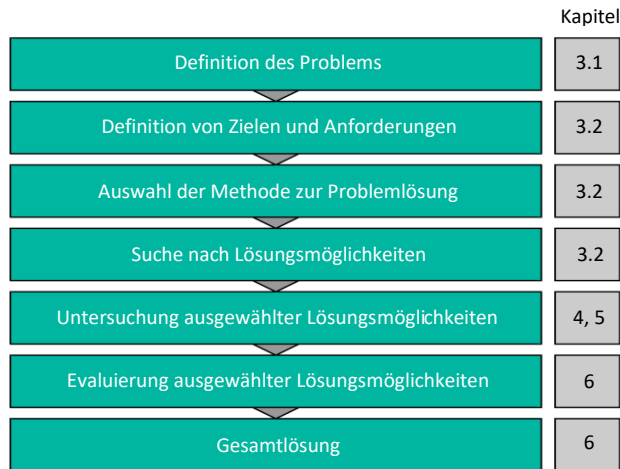 Kapitel
Definition des Problems 3.1
Definition von Zielen und Anforderungen 3.2
Auswahl der Methode zur Problemlösung 3.2
Suche nach Lösungsmöglichkeiten 3.2
Untersuchung ausgewählter Lösungsmöglichkeiten 4, 5
Evaluierung ausgewählter Lösungsmöglichkeiten 6
Gesamtlösung 6